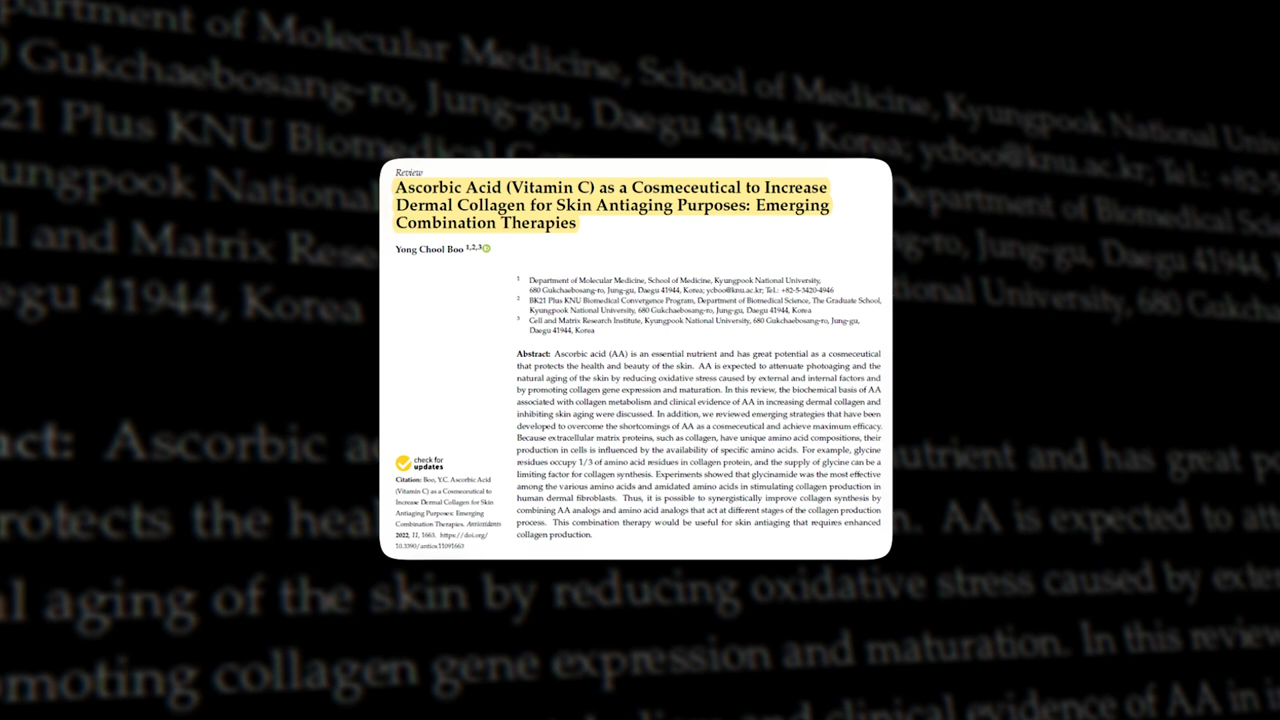 Review
Ascorbic Acid (Vitamin C) as a Cosmeceutical to Increase
Dermal Collagen for Skin Antiaging Purposes: Emerging
Combination Therapies
Yong Chool Boo 1,2,3
1 Department of Molecular Medicine, School of Medicine, Kyungpook National University,
680 Gukchaebosang-ro, Jung-gu, Daegu 41944, Korea; ycboo@knu.ac.kr; Tel.: +82-5-3420-4946
2 BK21 Plus KNU Biomedical Convergence Program, Department of Biomedical Science, The Graduate School,
Kyungpook National University, 680 Gukchaebosang-ro, Jung-gu, Daegu 41944, Korea
3 Cell and Matrix Research Institute, Kyungpook National University, 680 Gukchaebosang-ro, Jung-gu,
Daegu 41944, Korea
Abstract: Ascorbic acid (AA) is an essential nutrient and has great potential as a cosmeceutical
that protects the health and beauty of the skin. AA is expected to attenuate photoaging and the
natural aging of the skin by reducing oxidative stress caused by external and internal factors and
by promoting collagen gene expression and maturation. In this review, the biochemical basis of AA
associated with collagen metabolism and clinical evidence of AA in increasing dermal collagen and
inhibiting skin aging were discussed. In addition, we reviewed emerging strategies that have been
developed to overcome the shortcomings of AA as a cosmeceutical and achieve maximum efficacy.
Because extracellular matrix proteins, such as collagen, have unique amino acid compositions, their
production in cells is influenced by the availability of specific amino acids. For example, glycine
residues occupy 1/3 of amino acid residues in collagen protein, and the supply of glycine can be a
limiting factor for collagen synthesis. Experiments showed that glycinamide was the most effective
among the various amino acids and amidated amino acids in stimulating collagen production in
human dermal fibroblasts. Thus, it is possible to synergistically improve collagen synthesis by
combining AA analogs and amino acid analogs that act at different stages of the collagen production
process. This combination therapy would be useful for skin antiaging that requires enhanced
collagen production.
check for
updates
Citation: Boo, Y.C. Ascorbic Acid
(Vitamin C) as a Cosmeceutical to
Increase Dermal Collagen for Skin
Antiaging Purposes: Emerging
Combination Therapies. Antioxidants
2022, 11, 1663. https://doi.org/
10.3390/antiox11091663